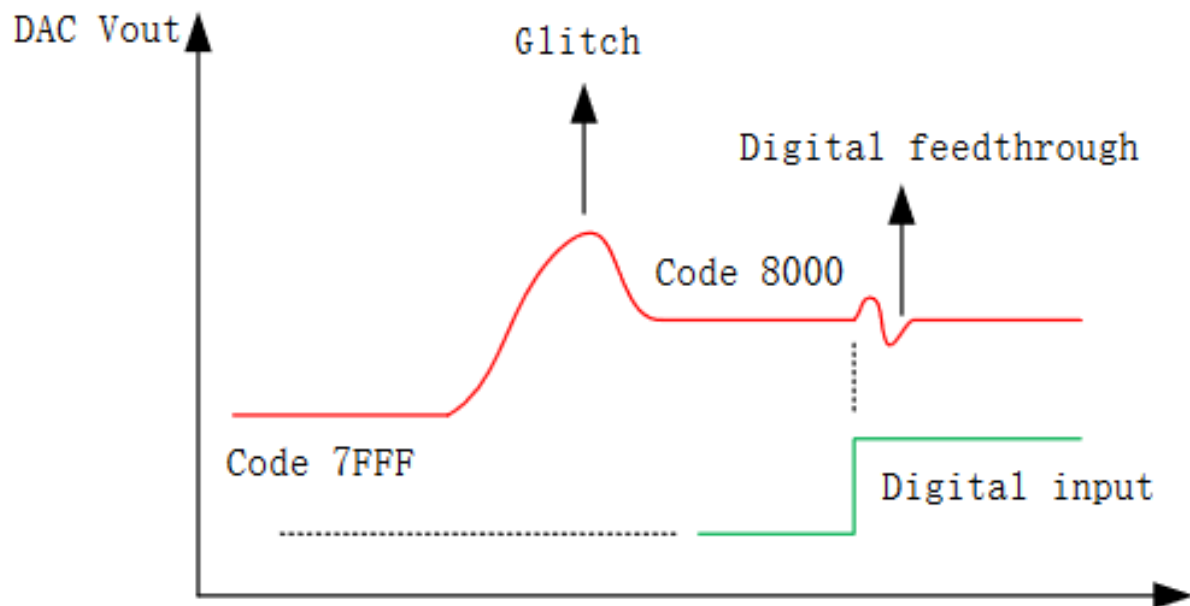 DAC Vout
Glitch
Digital feedthrough
Code 8000
Code 7FFF
Digital input